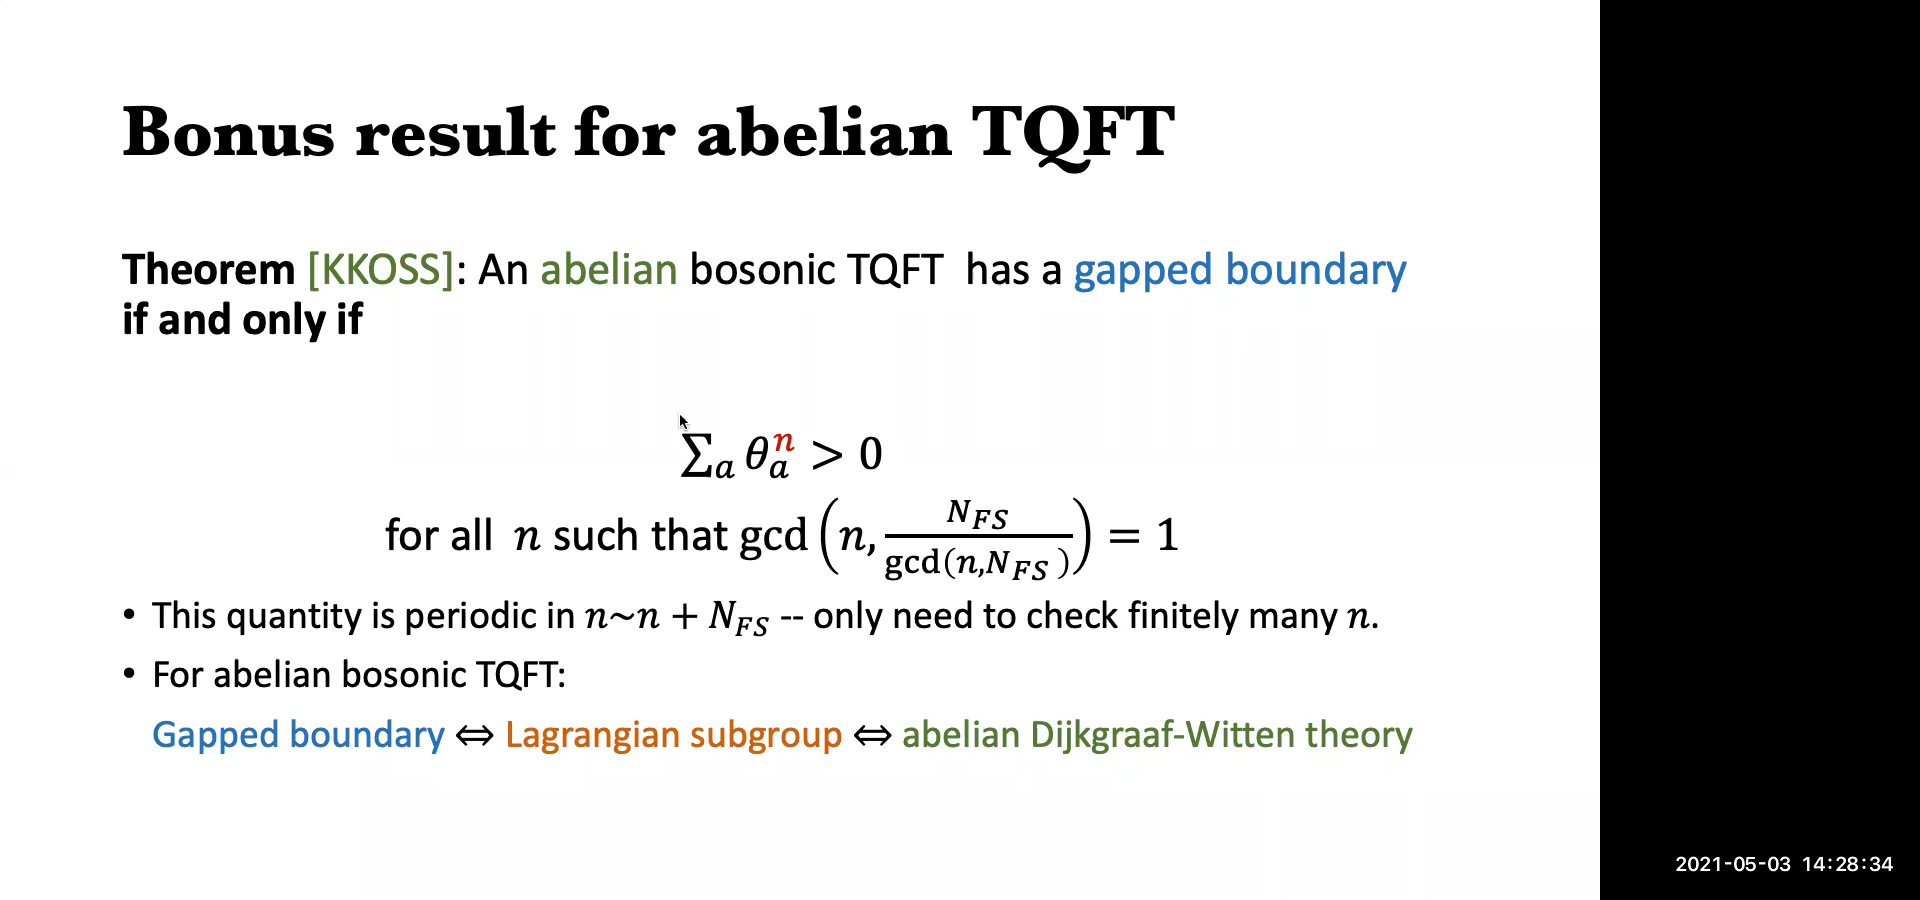 Bonus result for abelian TQFT
Theorem [KKOSS]: An abelian bosonic TQFT has a gapped boundary
if and only if
∑ₐ θₐⁿ > 0
for all n such that gcd(n, N_FS / gcd(n,N_FS)) = 1
• This quantity is periodic in n~n + N_FS -- only need to check finitely many n.
• For abelian bosonic TQFT:
Gapped boundary ⇔ Lagrangian subgroup ⇔ abelian Dijkgraaf-Witten theory
2021-05-03 14:28:34